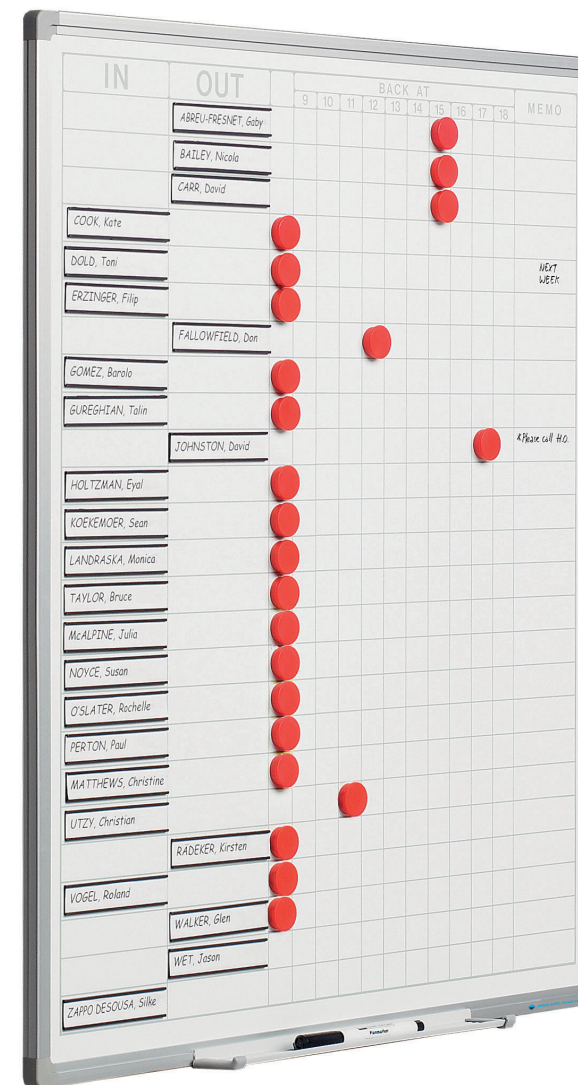 IN OUT BACK AT MEMO
9 10 11 12 13 14 15 16 17 18
ABREU-FRESNET, Gaby
BAILEY, Nicola
CARR, David
COOK, Kate
DOLD, Toni
NEXT
WEEK
ERZINGER, Filip
FALLOWFIELD, Don
GOMEZ, Barolo
GUREGHIAN, Talin
JOHNSTON, David *Please call H.O.
HOLTZMAN, Eyal
KOEKEMOER, Sean
LANDRASKA, Monica
TAYLOR, Bruce
McALPINE, Julia
NOYCE, Susan
O'SLATER, Rochelle
PERTON, Paul
MATTHEWS, Christine
UTZY, Christian
RADEKER, Kirsten
VOGEL, Roland
WALKER, Glen
WET, Jason
ZAPPO DESOUSA, Silke